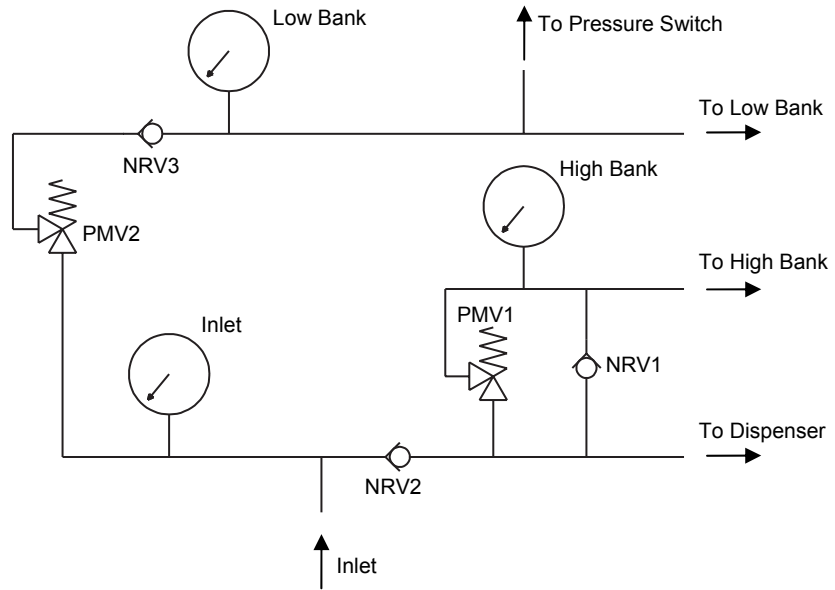 Low Bank
To Pressure Switch
To Low Bank
NRV3
High Bank
PMV2
To High Bank
PMV1
Inlet
NRV1
To Dispenser
NRV2
Inlet